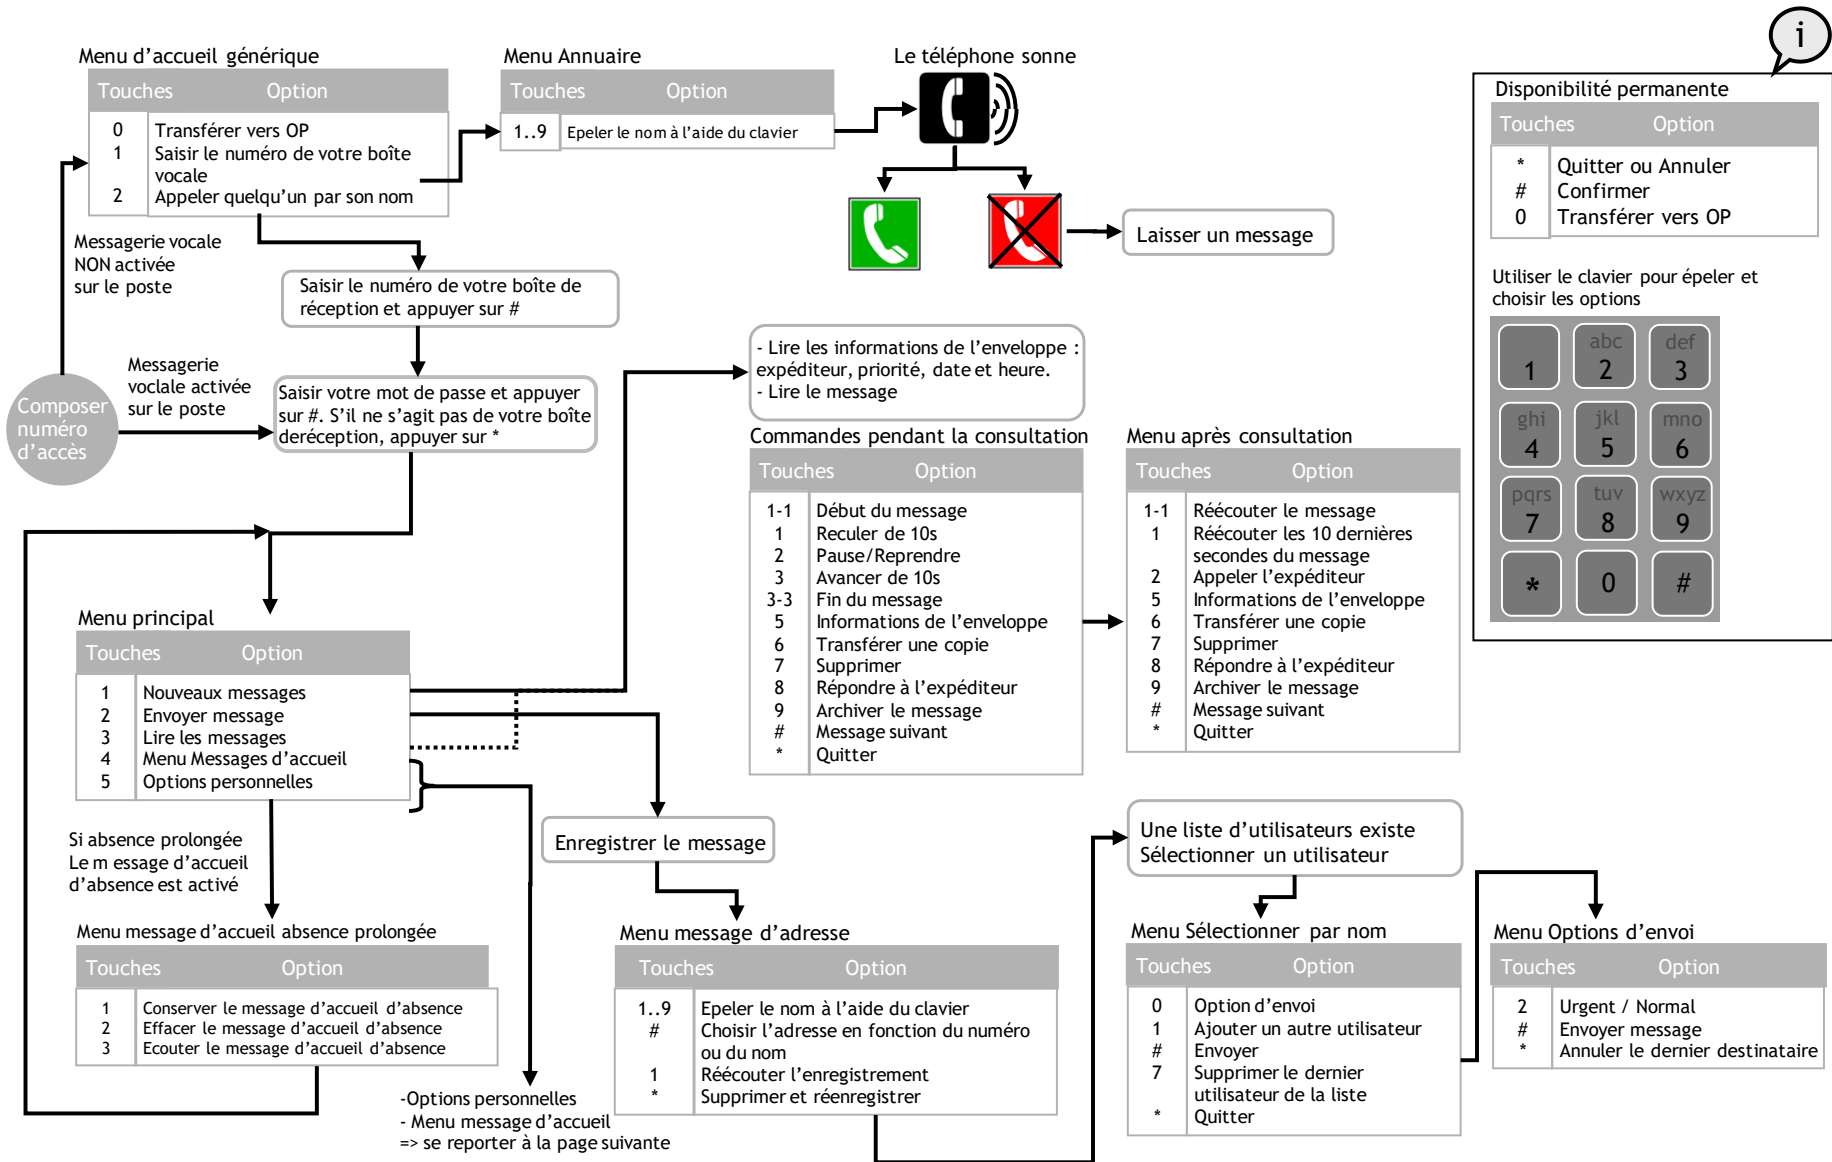 i
Menu d'accueil générique
Touches Option
0 Transférer vers OP
1 Saisir le numéro de votre boîte
vocale
2 Appeler quelqu'un par son nom
Menu Annuaire
Touches Option
1..9 Epeler le nom à l'aide du clavier
Le téléphone sonne
Laisser un message
Messagerie vocale
NON activée
sur le poste
Saisir le numéro de votre boîte de
réception et appuyer sur #
Messagerie
voclale activée
sur le poste
Composer
numéro
d'accès
Saisir votre mot de passe et appuyer
sur #. S'il ne s'agit pas de votre boîte
deréception, appuyer sur *
- Lire les informations de l'enveloppe :
expéditeur, priorité, date et heure.
- Lire le message
Commandes pendant la consultation
Touches Option
1-1 Début du message
1 Reculer de 10s
2 Pause/Reprendre
3 Avancer de 10s
3-3 Fin du message
5 Informations de l'enveloppe
6 Transférer une copie
7 Supprimer
8 Répondre à l'expéditeur
9 Archiver le message
# Message suivant
* Quitter
Menu après consultation
Touches Option
1-1 Réécouter le message
1 Réécouter les 10 dernières
secondes du message
2 Appeler l'expéditeur
5 Informations de l'enveloppe
6 Transférer une copie
7 Supprimer
8 Répondre à l'expéditeur
9 Archiver le message
# Message suivant
* Quitter
Disponibilité permanente
Touches Option
* Quitter ou Annuler
# Confirmer
0 Transférer vers OP
Utiliser le clavier pour épeler et
choisir les options
abc def
1 2 3
ghi jkl mno
4 5 6
pqrs tuv wxyz
7 8 9
* 0 #
Menu principal
Touches Option
1 Nouveaux messages
2 Envoyer message
3 Lire les messages
4 Menu Messages d'accueil
5 Options personnelles
Si absence prolongée
Le m essage d'accueil
d'absence est activé
Menu message d'accueil absence prolongée
Touches Option
1 Conserver le message d'accueil d'absence
2 Effacer le message d'accueil d'absence
3 Ecouter le message d'accueil d'absence
-Options personnelles
- Menu message d'accueil
=> se reporter à la page suivante
Enregistrer le message
Menu message d'adresse
Touches Option
1..9 Epeler le nom à l'aide du clavier
# Choisir l'adresse en fonction du numéro
ou du nom
1 Réécouter l'enregistrement
* Supprimer et réenregistrer
Une liste d'utilisateurs existe
Sélectionner un utilisateur
Menu Sélectionner par nom
Touches Option
0 Option d'envoi
1 Ajouter un autre utilisateur
# Envoyer
7 Supprimer le dernier
utilisateur de la liste
* Quitter
Menu Options d'envoi
Touches Option
2 Urgent / Normal
# Envoyer message
* Annuler le dernier destinataire